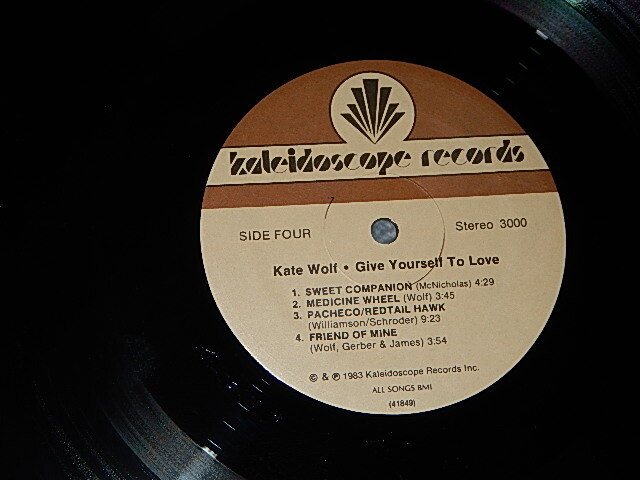 kaleidoscope records
SIDE FOUR
Stereo 3000
Kate Wolf • Give Yourself To Love
1. SWEET COMPANION (McNicholas) 4:29
2. MEDICINE WHEEL (Wolf) 3:45
3. PACHECO/REDTAIL HAWK
(Williamson/Schroder) 9:23
4. FRIEND OF MINE
(Wolf, Gerber & James) 3:54
© & ℗ 1983 Kaleidoscope Records Inc.
ALL SONGS BMI
(41849)